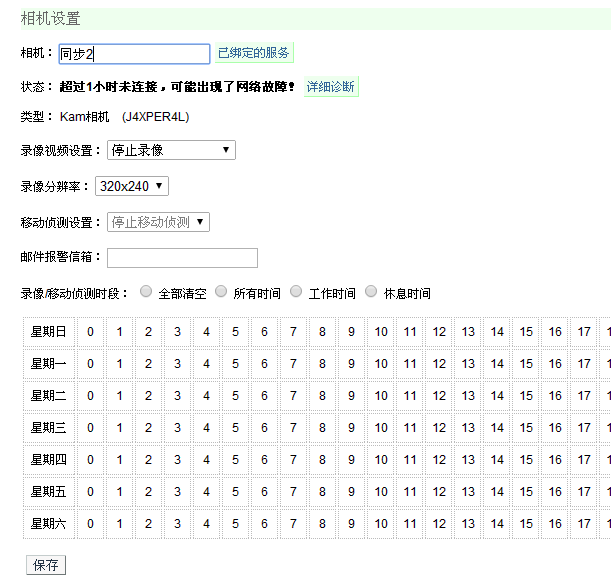 相机设置
相机： 同步2 已绑定的服务
状态： 超过1小时未连接，可能出现了网络故障！ 详细诊断
类型： Kam相机 (J4XPER4L)
录像视频设置： 停止录像
录像分辨率： 320x240
移动侦测设置： 停止移动侦测
邮件报警信箱：
录像/移动侦测时段： 全部清空 所有时间 工作时间 休息时间
星期日 0 1 2 3 4 5 6 7 8 9 10 11 12 13 14 15 16 17
星期一 0 1 2 3 4 5 6 7 8 9 10 11 12 13 14 15 16 17
星期二 0 1 2 3 4 5 6 7 8 9 10 11 12 13 14 15 16 17
星期三 0 1 2 3 4 5 6 7 8 9 10 11 12 13 14 15 16 17
星期四 0 1 2 3 4 5 6 7 8 9 10 11 12 13 14 15 16 17
星期五 0 1 2 3 4 5 6 7 8 9 10 11 12 13 14 15 16 17
星期六 0 1 2 3 4 5 6 7 8 9 10 11 12 13 14 15 16 17
保存